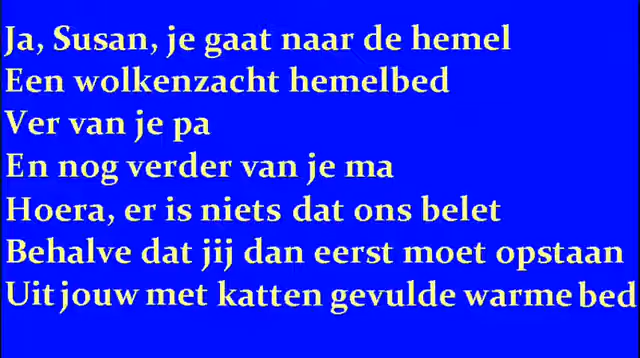 Ja, Susan, je gaat naar de hemel
Een wolkenzacht hemelbed
Ver van je pa
En nog verder van je ma
Hoera, er is niets dat ons belet
Behalve dat jij dan eerst moet opstaan
Uit jouw met katten gevulde warme bed